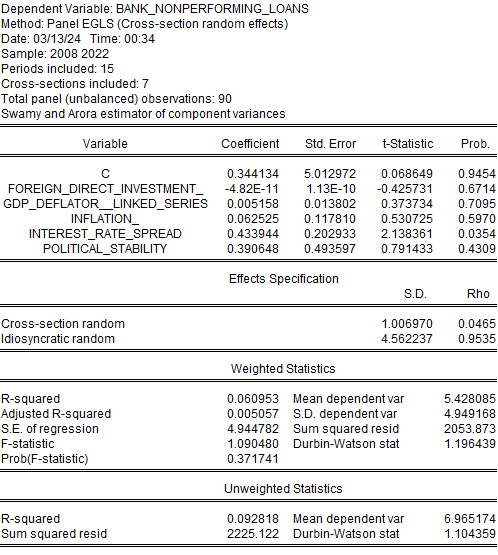 Dependent Variable: BANK_NONPERFORMING_LOANS
Method: Panel EGLS (Cross-section random effects)
Date: 03/13/24 Time: 00:34
Sample: 2008 2022
Periods included: 15
Cross-sections included: 7
Total panel (unbalanced) observations: 90
Swamy and Arora estimator of component variances
Variable Coefficient Std. Error t-Statistic Prob.
C 0.344134 5.012972 0.068649 0.9454
FOREIGN_DIRECT_INVESTMENT_ -4.82E-11 1.13E-10 -0.425731 0.6714
GDP_DEFLATOR__LINKED_SERIES 0.005158 0.013802 0.373734 0.7095
INFLATION_ 0.062525 0.117810 0.530725 0.5970
INTEREST_RATE_SPREAD 0.433944 0.202933 2.138361 0.0354
POLITICAL_STABILITY 0.390648 0.493597 0.791433 0.4309
Effects Specification
S.D. Rho
Cross-section random 1.006970 0.0465
Idiosyncratic random 4.562237 0.9535
Weighted Statistics
R-squared 0.060953 Mean dependent var 5.428085
Adjusted R-squared 0.005057 S.D. dependent var 4.949168
S.E. of regression 4.944782 Sum squared resid 2053.873
F-statistic 1.090480 Durbin-Watson stat 1.196439
Prob(F-statistic) 0.371741
Unweighted Statistics
R-squared 0.092818 Mean dependent var 6.965174
Sum squared resid 2225.122 Durbin-Watson stat 1.104359